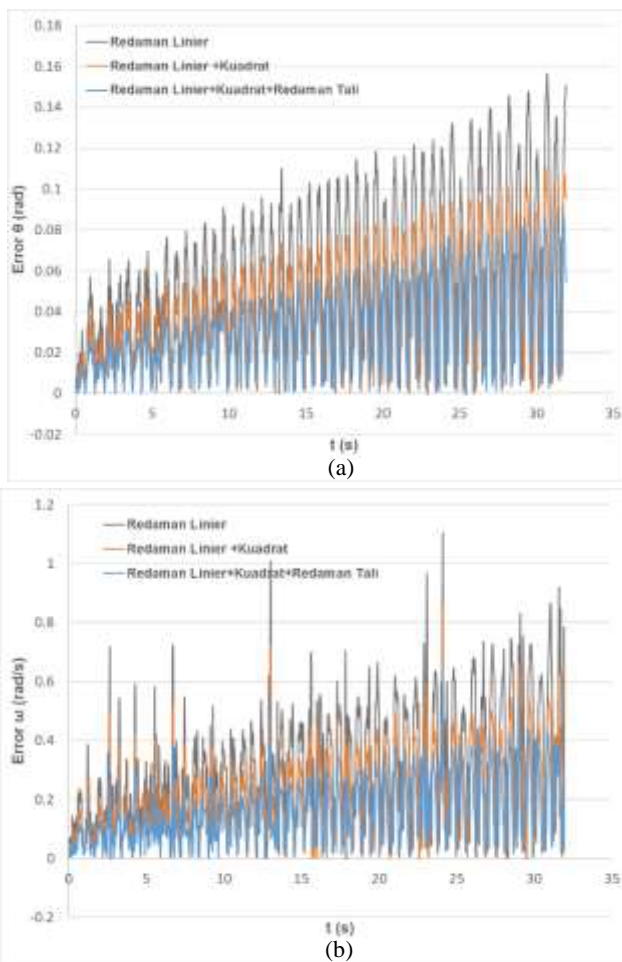 0.18
0.16
0.14
0.12
0.1
0.08
0.06
0.04
0.02
0
-0.02
Error θ (rad)
Redaman Linier
Redaman Linier +Kuadrat
Redaman Linier+Kuadrat+Redaman Tali
0 5 10 15 20 25 30 35
t (s)
(a)
1.2
1
0.8
0.6
0.4
0.2
0
-0.2
Error ω (rad/s)
Redaman Linier
Redaman Linier +Kuadrat
Redaman Linier+Kuadrat+Redaman Tali
0 5 10 15 20 25 30 35
t (s)
(b)